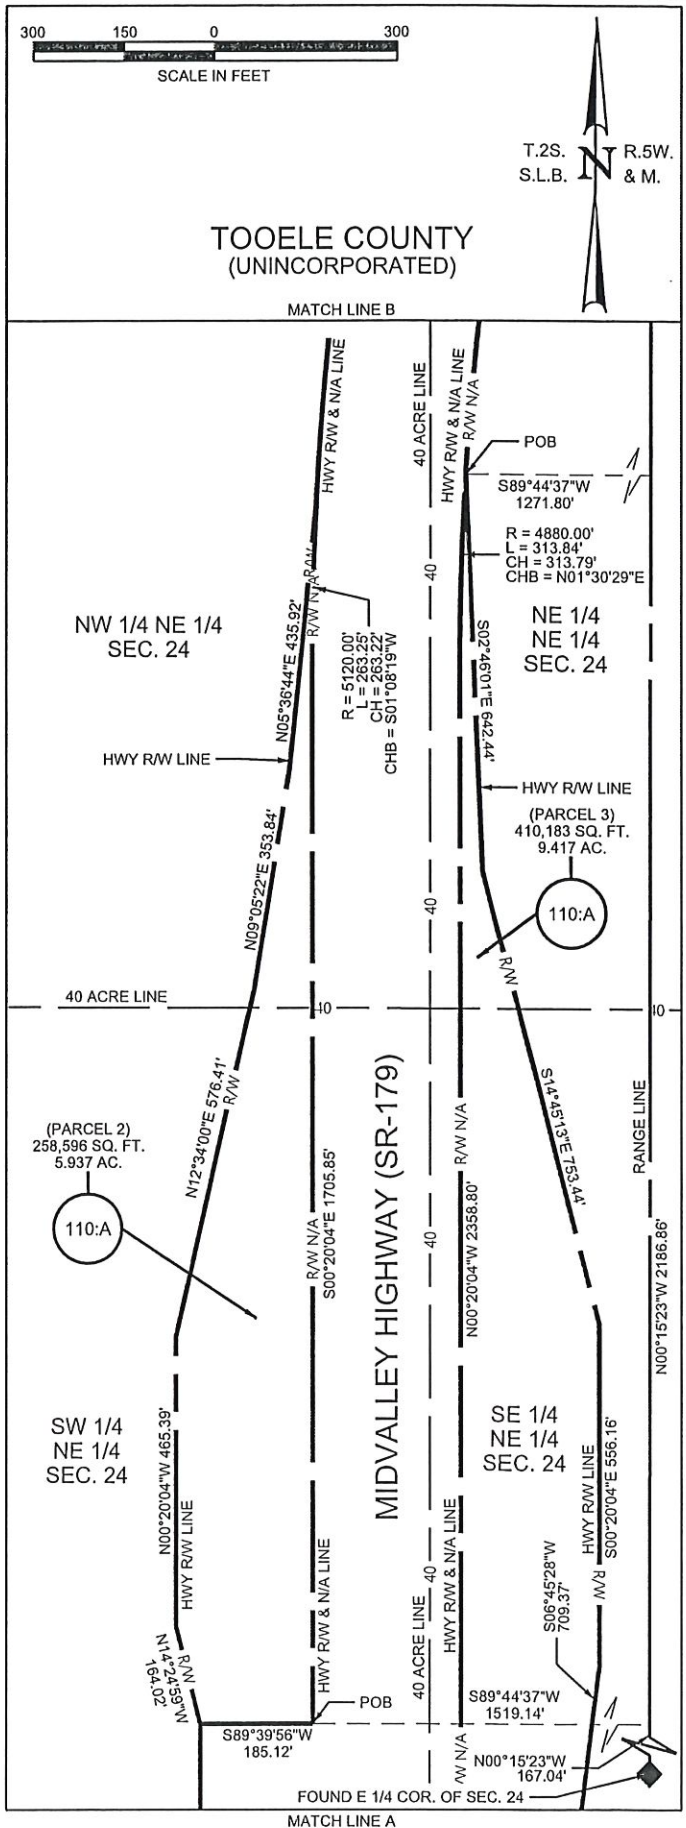 300
150
0
300
SCALE IN FEET
T.2S.
S.L.B.
N
R.5W.
& M.
TOOELE COUNTY
(UNINCORPORATED)
MATCH LINE B
HWY R/W & N/A LINE
40 ACRE LINE
HWY R/W & N/A LINE
R/W N/A
POB
S89°44'37"W
1271.80'
R = 4880.00'
L = 313.84'
CH = 313.79'
CHB = N01°30'29"E
NW 1/4 NE 1/4
SEC. 24
N05°36'44"E 435.92'
R/W
R/W N/A
R = 5120.00'
L = 263.25'
CH = 263.22'
CHB = S01°08'19"W
40
NE 1/4
NE 1/4
SEC. 24
S02°46'01"E 642.44'
HWY R/W LINE
HWY R/W LINE
(PARCEL 3)
410,183 SQ. FT.
9.417 AC.
110:A
N09°05'22"E 353.84'
40
R/W
40 ACRE LINE
40
40
N12°34'00"E 576.41'
R/W
(PARCEL 2)
258,596 SQ. FT.
5.937 AC.
110:A
R/W N/A
S00°20'04"E 1705.85'
MIDVALLEY HIGHWAY (SR-179)
40
R/W N/A
N00°20'04"W 2358.80'
S14°45'13"E 753.44'
RANGE LINE
N00°15'23"W 2186.86'
SW 1/4
NE 1/4
SEC. 24
N00°20'04"W 465.39'
HWY R/W LINE
SE 1/4
NE 1/4
SEC. 24
HWY R/W LINE
S00°20'04"E 556.16'
R/W
S06°45'28"W
709.37'
HWY R/W & N/A LINE
40
40 ACRE LINE
HWY R/W & N/A LINE
R/W
N14°24'59"W
164.02'
POB
S89°44'37"W
1519.14'
S89°39'56"W
185.12'
N00°15'23"W
167.04'
/W N/A
FOUND E 1/4 COR. OF SEC. 24
MATCH LINE A